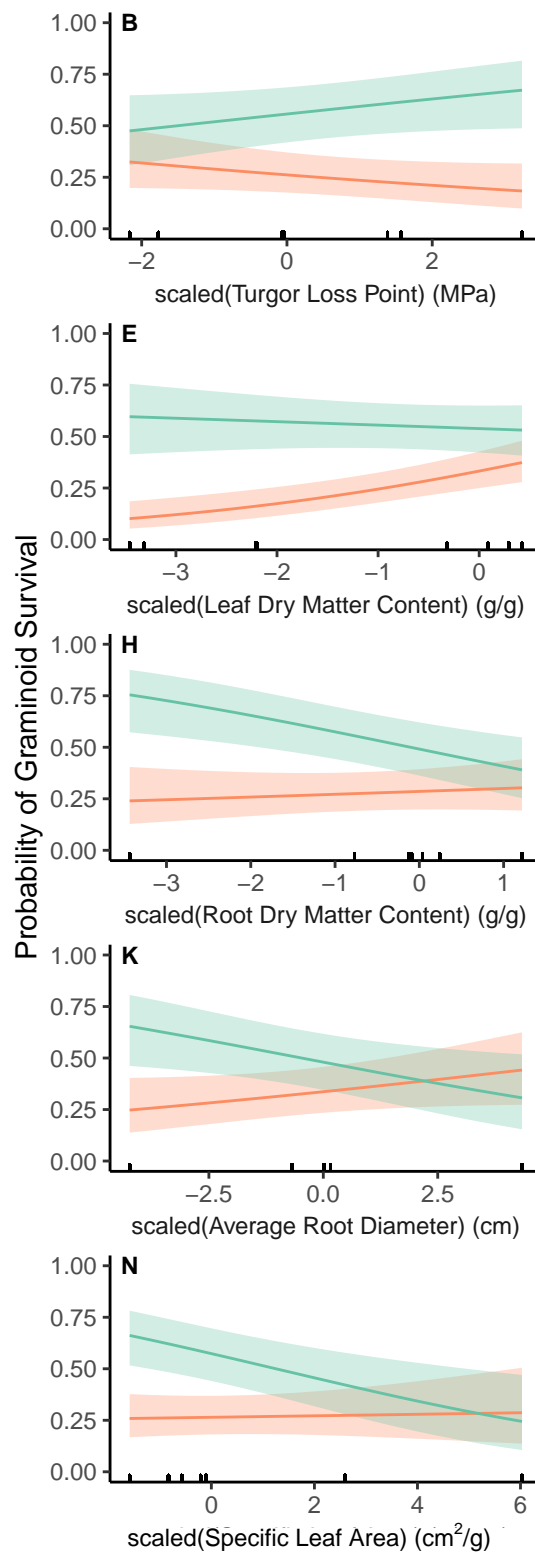 Probability of Graminoid Survival
B
1.00
0.75
0.50
0.25
0.00
−2 0 2
scaled(Turgor Loss Point) (MPa)
E
1.00
0.75
0.50
0.25
0.00
−3 −2 −1 0
scaled(Leaf Dry Matter Content) (g/g)
H
1.00
0.75
0.50
0.25
0.00
−3 −2 −1 0 1
scaled(Root Dry Matter Content) (g/g)
K
1.00
0.75
0.50
0.25
0.00
−2.5 0.0 2.5
scaled(Average Root Diameter) (cm)
N
1.00
0.75
0.50
0.25
0.00
0 2 4 6
scaled(Specific Leaf Area) (cm²/g)